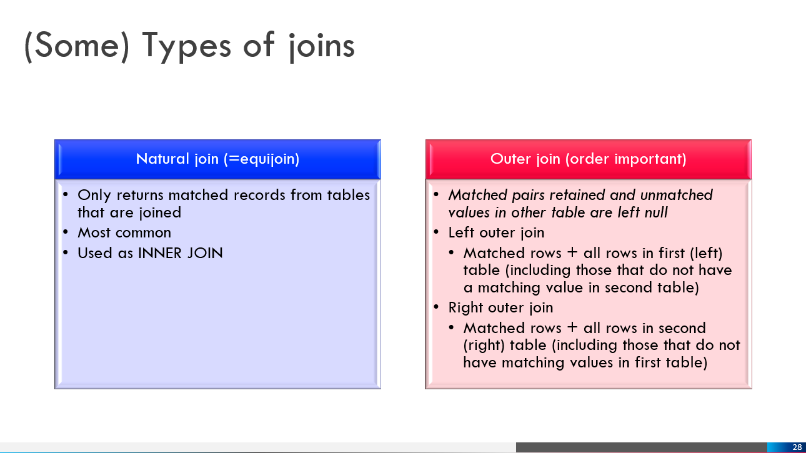 (Some) Types of joins
Natural join (=equijoin)
• Only returns matched records from tables
that are joined
• Most common
• Used as INNER JOIN
Outer join (order important)
• Matched pairs retained and unmatched
values in other table are left null
• Left outer join
• Matched rows + all rows in first (left)
table (including those that do not have
a matching value in second table)
• Right outer join
• Matched rows + all rows in second
(right) table (including those that do not
have matching values in first table)
28